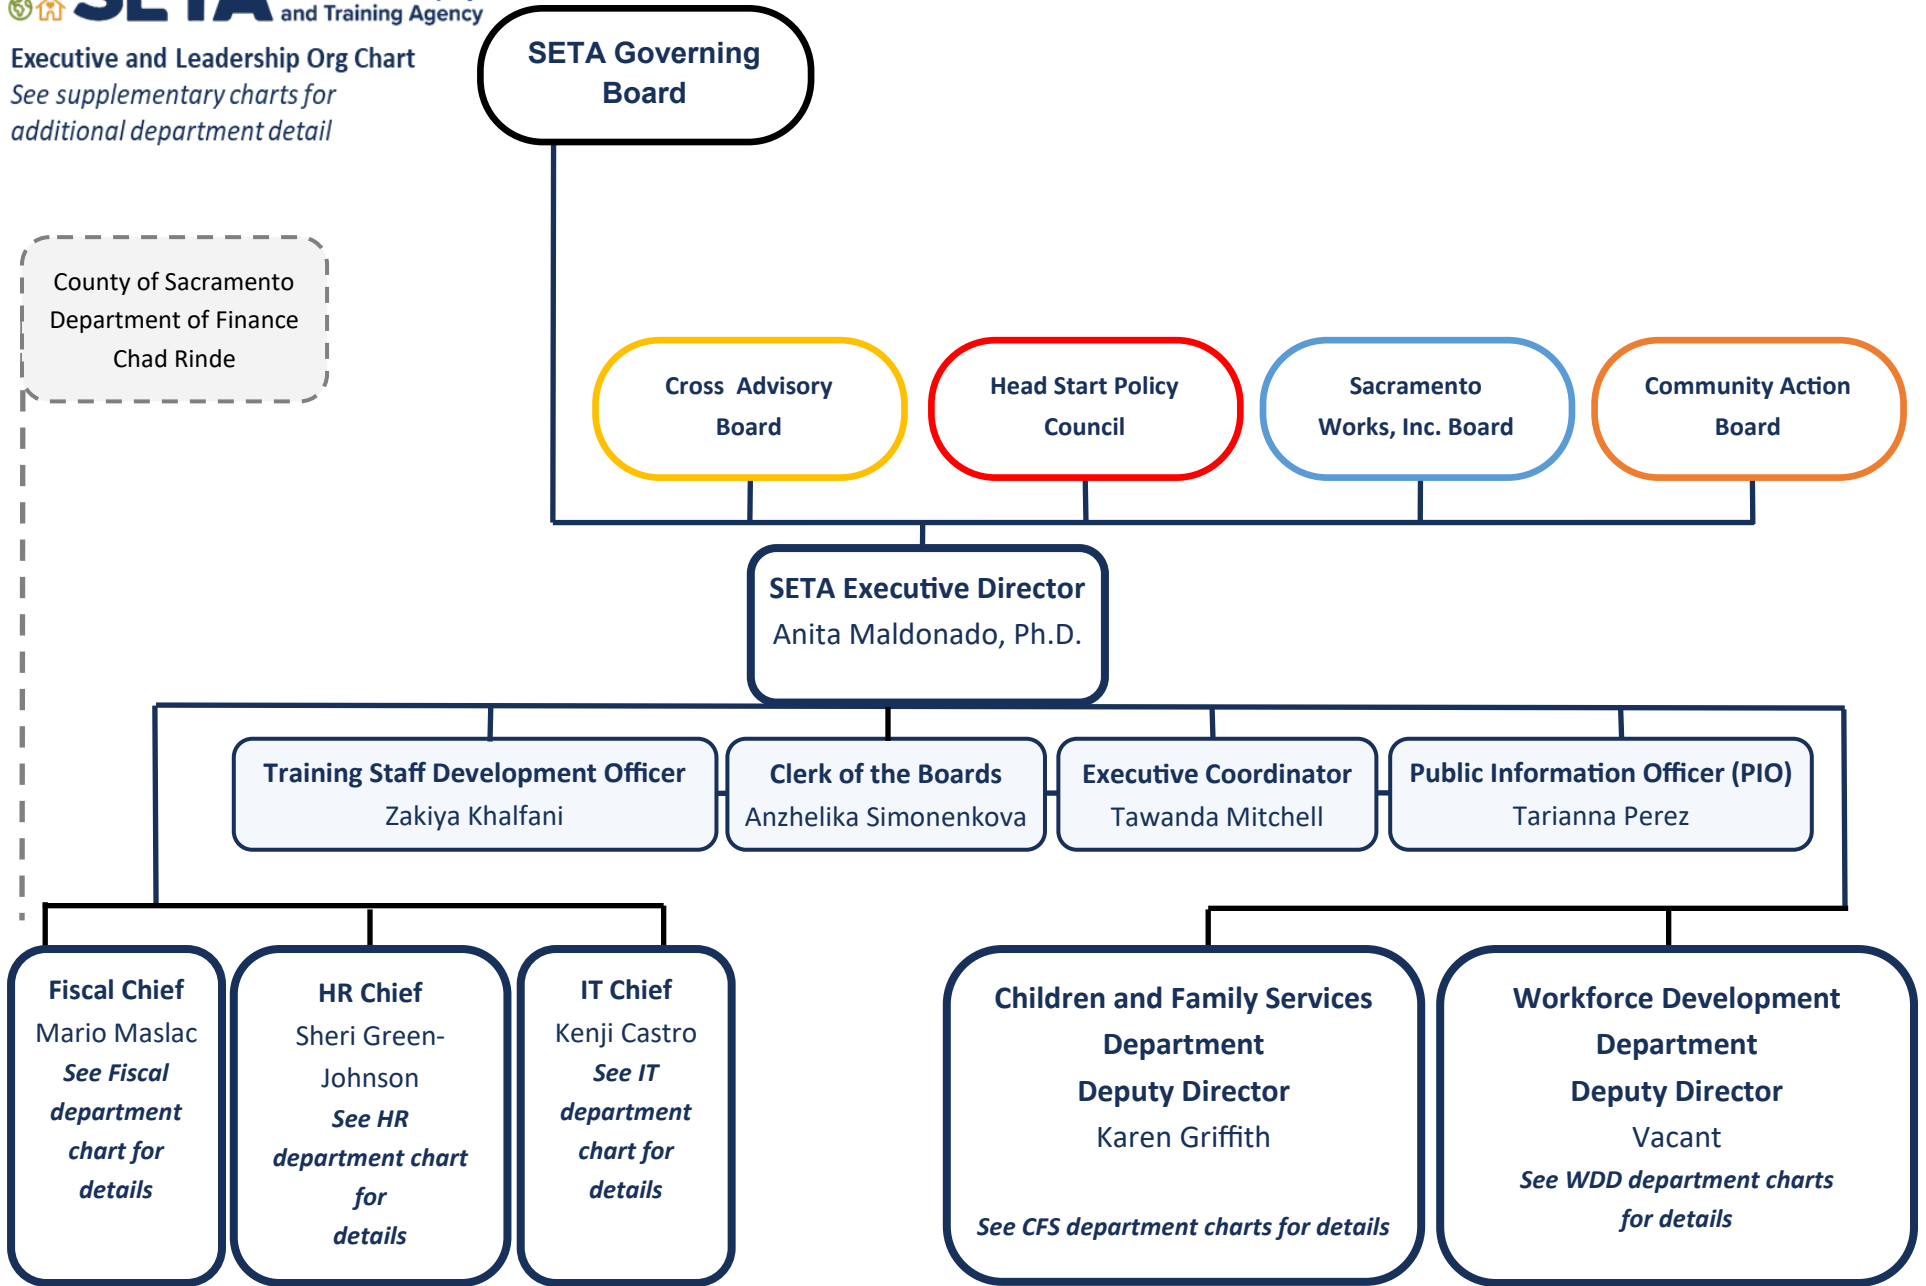 SETA
and Training Agency
Executive and Leadership Org Chart
See supplementary charts for
additional department detail
SETA Governing
Board
County of Sacramento
Department of Finance
Chad Rinde
Cross Advisory
Board
Head Start Policy
Council
Sacramento
Works, Inc. Board
Community Action
Board
SETA Executive Director
Anita Maldonado, Ph.D.
Training Staff Development Officer
Zakiya Khalfani
Clerk of the Boards
Anzhelika Simonenkova
Executive Coordinator
Tawanda Mitchell
Public Information Officer (PIO)
Tarianna Perez
Fiscal Chief
Mario Maslac
See Fiscal
department
chart for
details
HR Chief
Sheri Green-
Johnson
See HR
department chart
for
details
IT Chief
Kenji Castro
See IT
department
chart for
details
Children and Family Services
Department
Deputy Director
Karen Griffith
See CFS department charts for details
Workforce Development
Department
Deputy Director
Vacant
See WDD department charts
for details